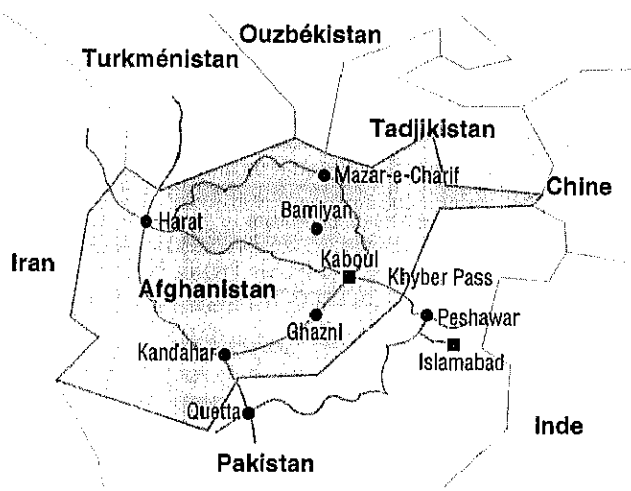 Ouzbékistan
Turkménistan
Tadjikistan
Mazar-e-Charif
Chine
Harat
Bamiyan
Iran
Kaboul
Khyber Pass
Afghanistan
Ghazni
Peshawar
Kandahar
Islamabad
Quetta
Inde
Pakistan